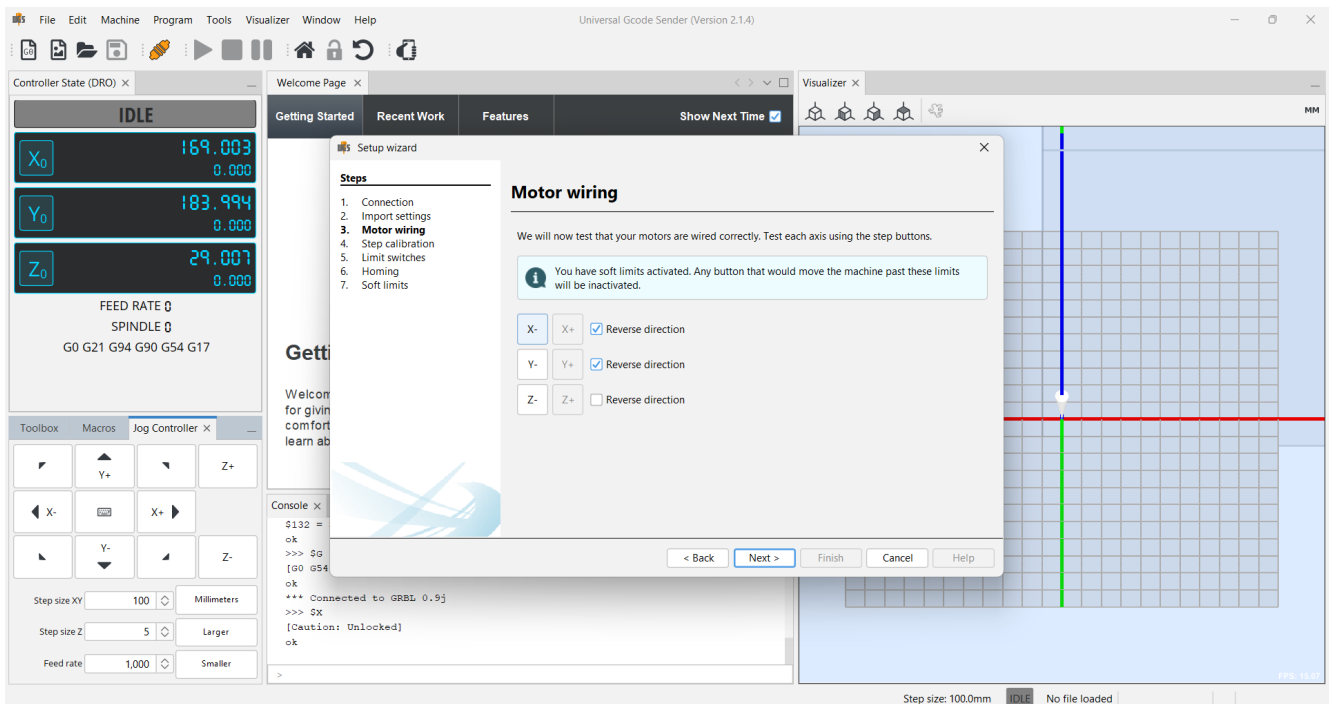 File Edit Machine Program Tools Visualizer Window Help
Universal Gcode Sender (Version 2.1.4)
Controller State (DRO)
IDLE
X0 169.003
0.000
Y0 183.994
0.000
Z0 29.007
0.000
FEED RATE 0
SPINDLE 0
G0 G21 G94 G90 G54 G17
Toolbox Macros Jog Controller
Y+
Z+
X-
X+
Y-
Z-
Step size XY 100 Millimeters
Step size Z 5 Larger
Feed rate 1,000 Smaller
Welcome Page
Getting Started Recent Work Features Show Next Time
Getti
Welcom
for givin
comfort
learn ab
Setup wizard
Steps
1. Connection
2. Import settings
3. Motor wiring
4. Step calibration
5. Limit switches
6. Homing
7. Soft limits
Motor wiring
We will now test that your motors are wired correctly. Test each axis using the step buttons.
You have soft limits activated. Any button that would move the machine past these limits
will be inactivated.
X- X+ Reverse direction
Y- Y+ Reverse direction
Z- Z+ Reverse direction
< Back Next > Finish Cancel Help
Console
$132 =
ok
>>> $G
[G0 G54
ok
*** Connected to GRBL 0.9j
>>> $X
[Caution: Unlocked]
ok
>
Visualizer
MM
Step size: 100.0mm IDLE No file loaded